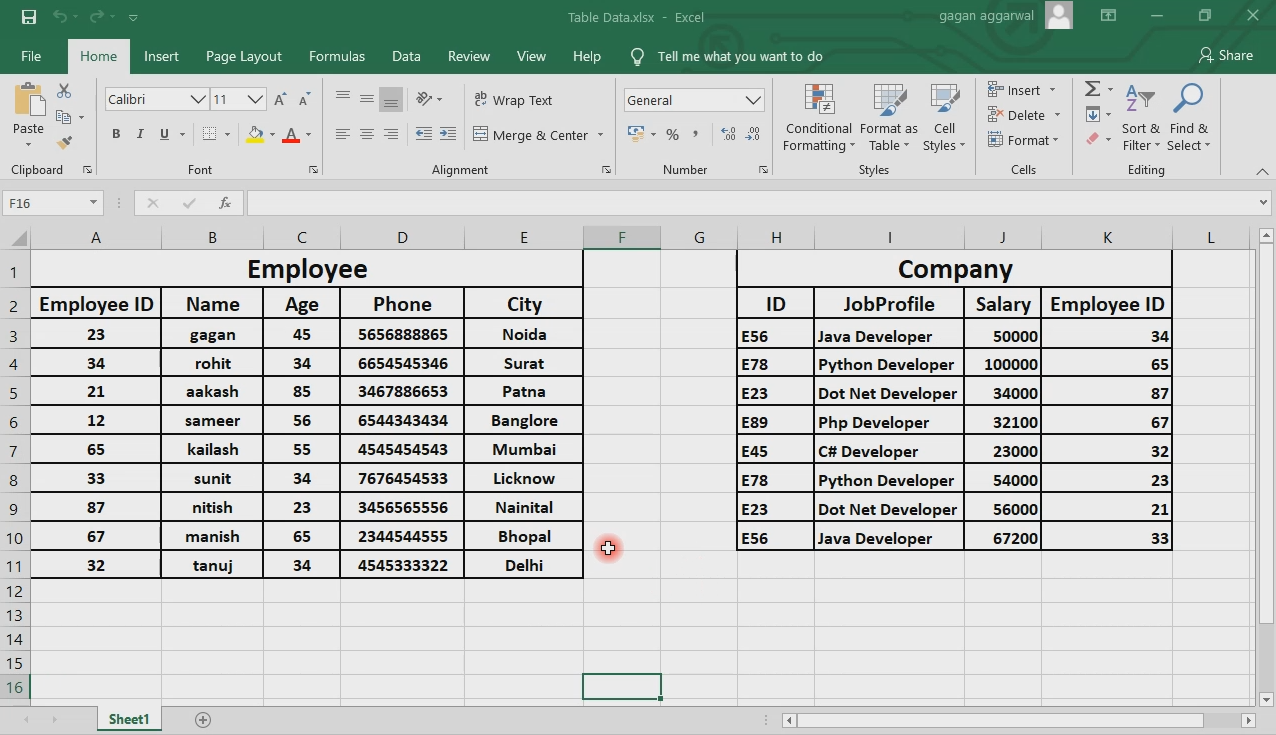 Table Data.xlsx - Excel
gagan aggarwal
File Home Insert Page Layout Formulas Data Review View Help Tell me what you want to do Share
Calibri 11 Wrap Text General Insert
Paste B I U Merge & Center % , Conditional Formatting Format as Table Cell Styles Delete Format Sort & Filter Find & Select
Clipboard Font Alignment Number Styles Cells Editing
F16 fx
A B C D E F G H I J K L
1 Employee Company
2 Employee ID Name Age Phone City ID JobProfile Salary Employee ID
3 23 gagan 45 5656888865 Noida E56 Java Developer 50000 34
4 34 rohit 34 6654545346 Surat E78 Python Developer 100000 65
5 21 aakash 85 3467886653 Patna E23 Dot Net Developer 34000 87
6 12 sameer 56 6544343434 Banglore E89 Php Developer 32100 67
7 65 kailash 55 4545454543 Mumbai E45 C# Developer 23000 32
8 33 sunit 34 7676454533 Licknow E78 Python Developer 54000 23
9 87 nitish 23 3456565556 Nainital E23 Dot Net Developer 56000 21
10 67 manish 65 2344544555 Bhopal E56 Java Developer 67200 33
11 32 tanuj 34 4545333322 Delhi
12
13
14
15
16
Sheet1